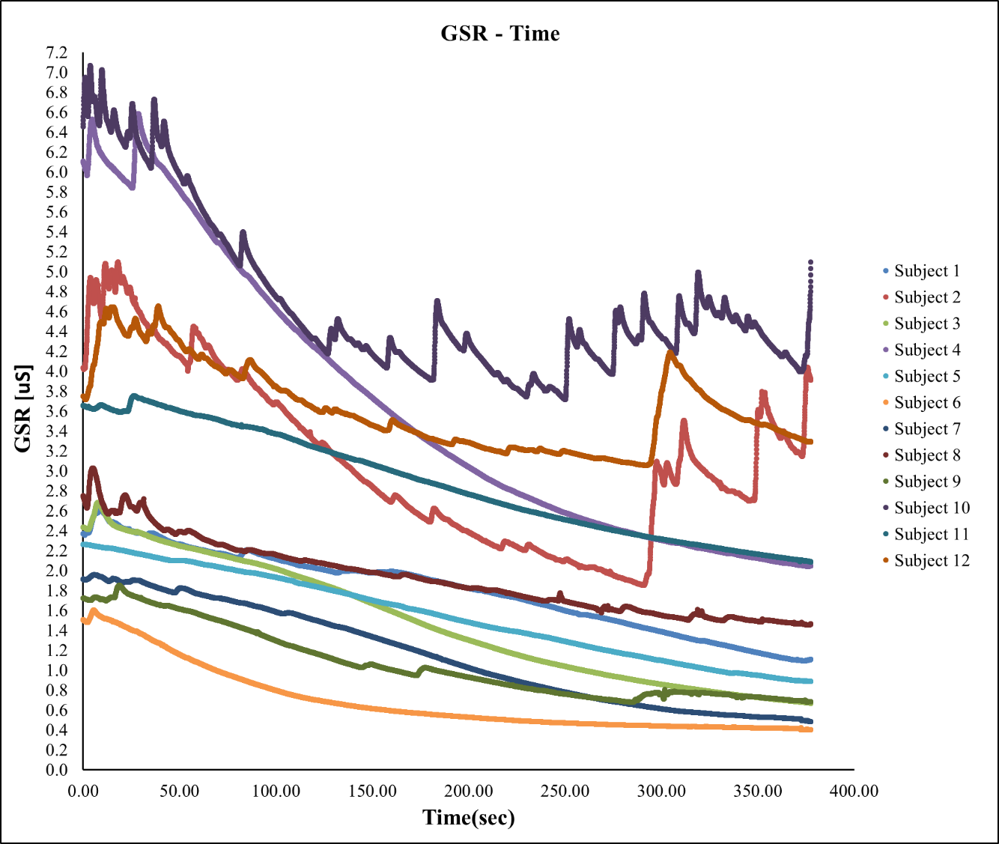 GSR - Time
GSR [uS]
7.2
7.0
6.8
6.6
6.4
6.2
6.0
5.8
5.6
5.4
5.2
5.0
4.8
4.6
4.4
4.2
4.0
3.8
3.6
3.4
3.2
3.0
2.8
2.6
2.4
2.2
2.0
1.8
1.6
1.4
1.2
1.0
0.8
0.6
0.4
0.2
0.0
0.00 50.00 100.00 150.00 200.00 250.00 300.00 350.00 400.00
Time(sec)
Subject 1
Subject 2
Subject 3
Subject 4
Subject 5
Subject 6
Subject 7
Subject 8
Subject 9
Subject 10
Subject 11
Subject 12